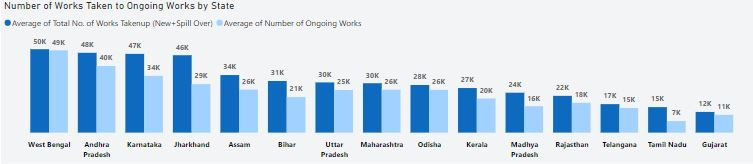 Number of Works Taken to Ongoing Works by State
Average of Total No. of Works Takenup (New+Spill Over) Average of Number of Ongoing Works
50K 49K 48K 40K 47K 34K 46K 29K 34K 26K 31K 21K 30K 25K 30K 26K 28K 26K 27K 20K 24K 16K 22K 18K 17K 15K 15K 7K 12K 11K
West Bengal Andhra Karnataka Jharkhand Assam Bihar Uttar Maharashtra Odisha Kerala Madhya Rajasthan Telangana Tamil Nadu Gujarat
Pradesh Pradesh Pradesh